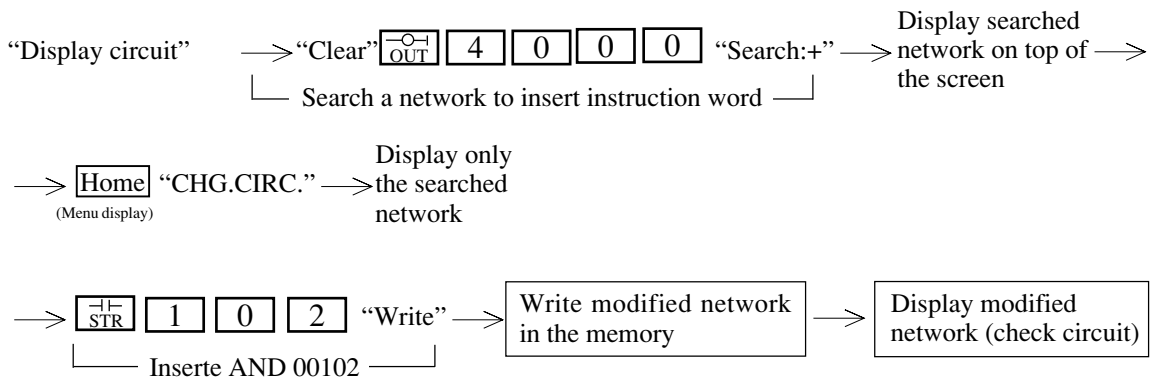 “Display circuit” “Clear” OUT 4 0 0 0 “Search:+” Display searched
network on top of
the screen
Search a network to insert instruction word
Home “CHG.CIRC.” Display only
the searched
network
(Menu display)
STR 1 0 2 “Write” Write modified network
in the memory
Display modified
network (check circuit)
Inserte AND 00102